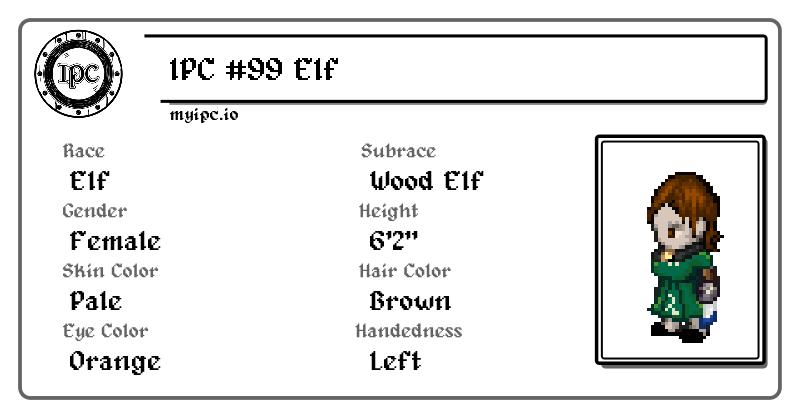 IPC
IPC #99 Elf
myipc.io
Race
Elf
Subrace
Wood Elf
Gender
Female
Height
6'2"
Skin Color
Pale
Hair Color
Brown
Eye Color
Orange
Handedness
Left